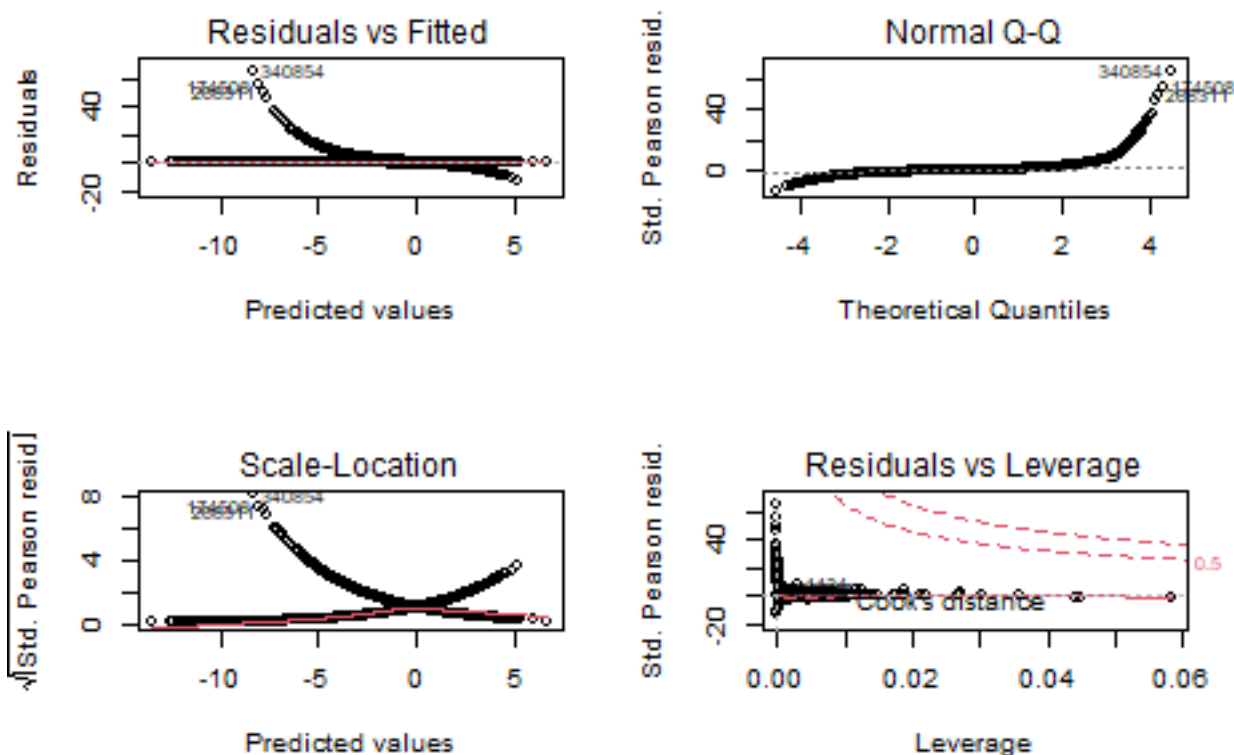 Residuals vs Fitted
Residuals
340854
40
-20
-10 -5 0 5
Predicted values
Normal Q-Q
Std. Pearson resid.
340854
40
0
-4 -2 0 2 4
Theoretical Quantiles
Scale-Location
√|Std. Pearson resid.|
340854
8
4
0
-10 -5 0 5
Predicted values
Residuals vs Leverage
Std. Pearson resid.
40
-20
0.5
Cook's distance
0.00 0.02 0.04 0.06
Leverage